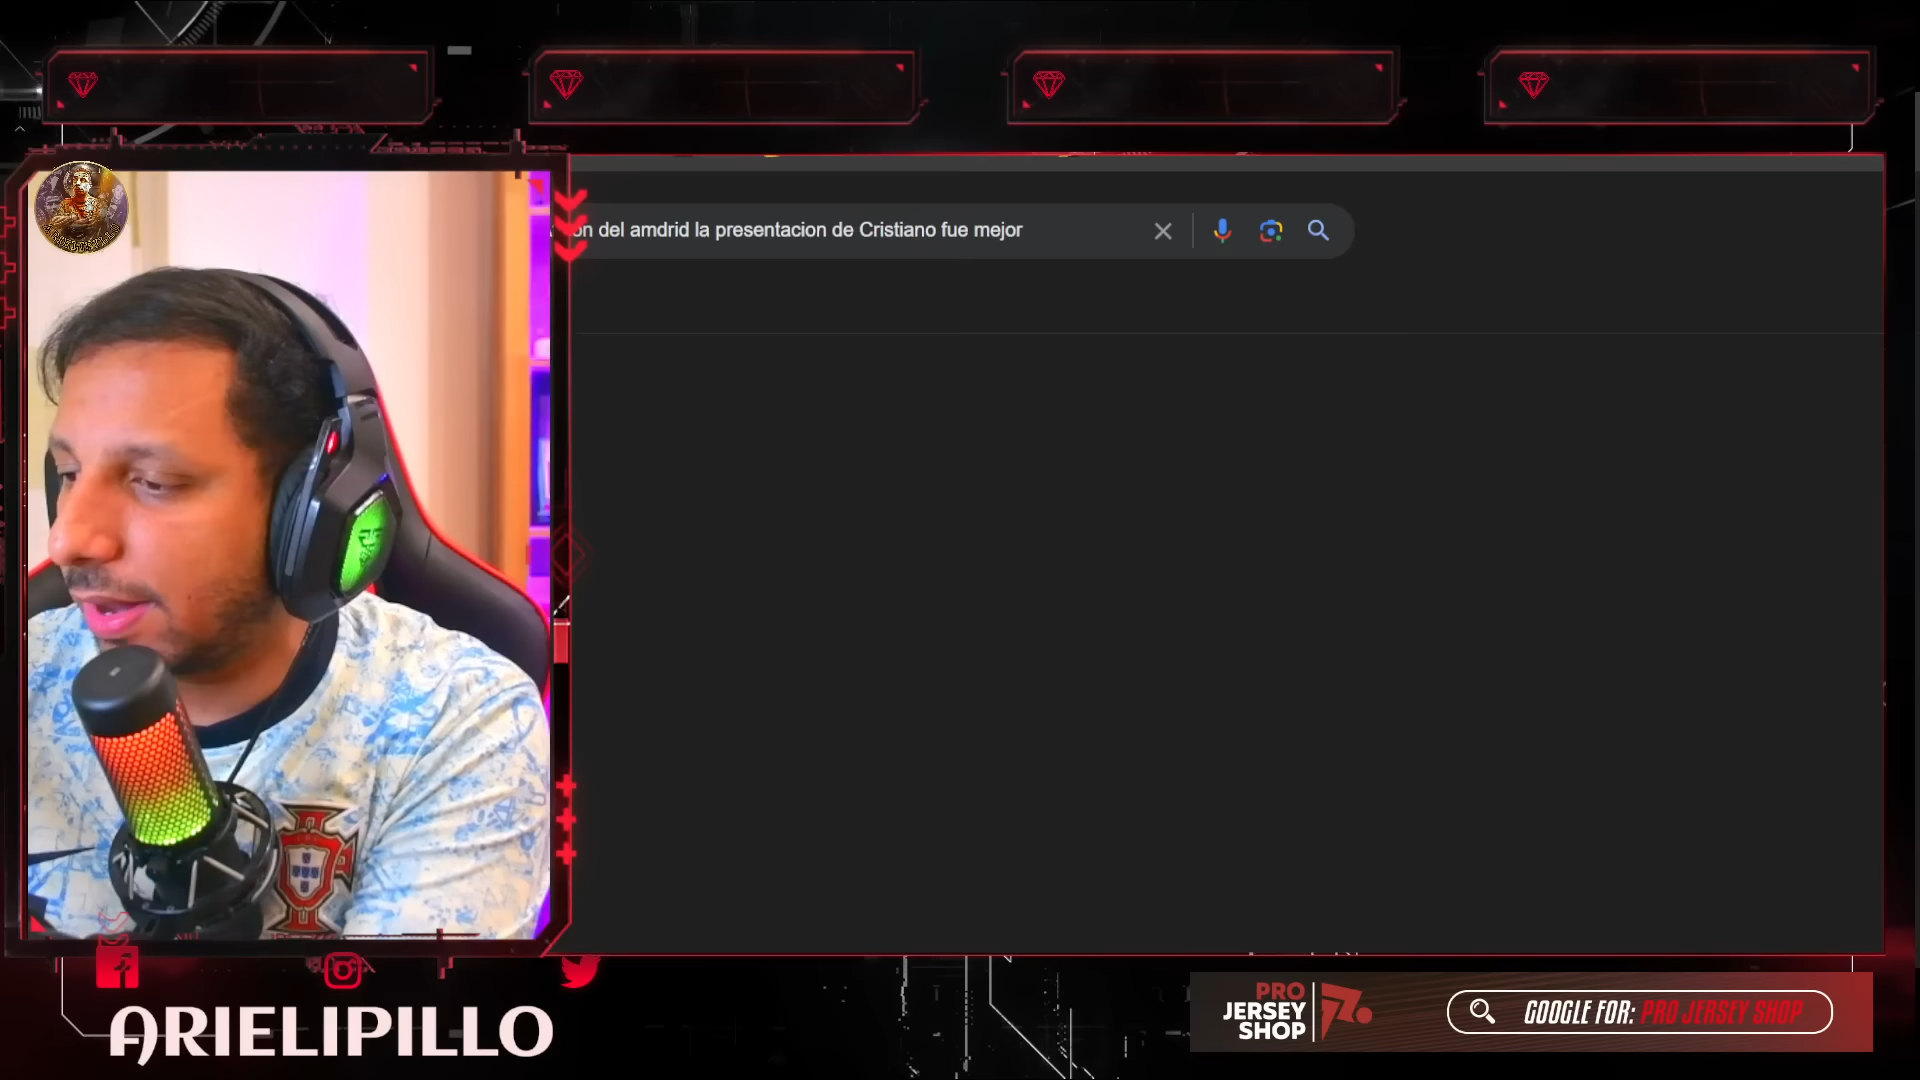 on del amdrid la presentacion de Cristiano fue mejor
ARIELIPILLO
PRO
JERSEY
SHOP
GOOGLE FOR: PRO JERSEY SHOP